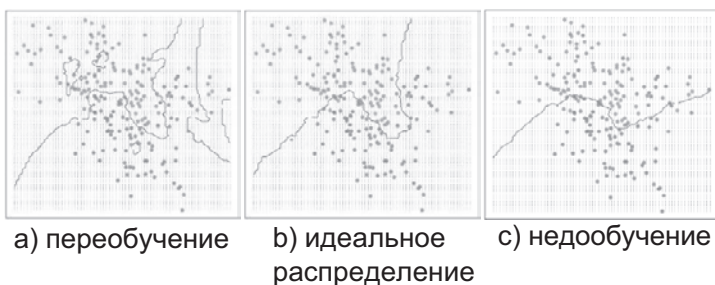 a) переобучение
b) идеальное
распределение
c) недообучение